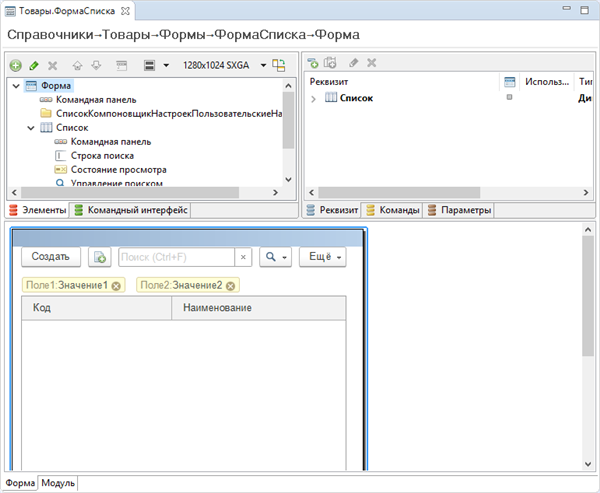 Товары.ФормаСписка
Справочники→Товары→Формы→ФормаСписка→Форма
1280x1024 SXGA
Форма
Командная панель
СписокКомпоновщикНастроекПользовательскиеНа
Список
Командная панель
Строка поиска
Состояние просмотра
Управление поиском
Элементы Командный интерфейс
Реквизит Использ... Тип
Список Ди
Реквизит Команды Параметры
Создать Поиск (Ctrl+F) Ещё
Поле1:Значение1 Поле2:Значение2
Код Наименование
Форма Модуль